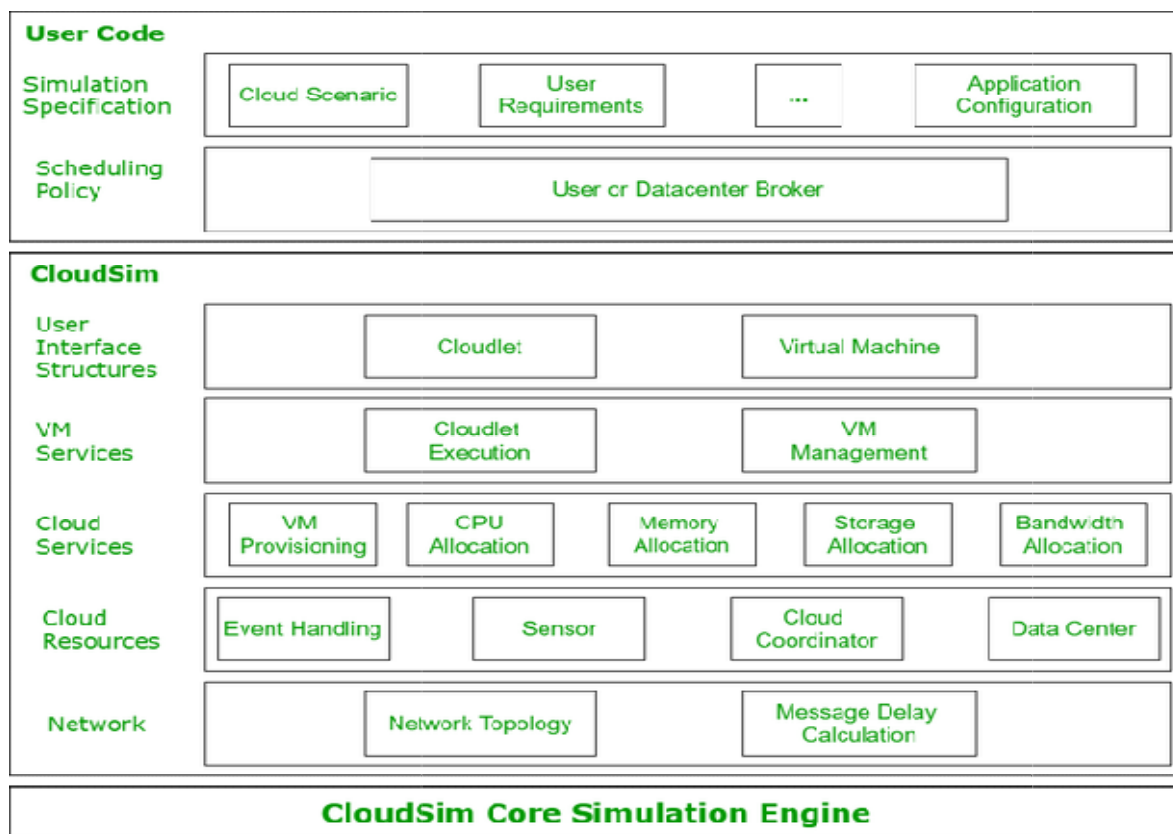 User Code
Simulation
Specification
Cloud Scenario
User
Requirements
...
Application
Configuration
Scheduling
Policy
User or Datacenter Broker
CloudSim
User
Interface
Structures
Cloudlet
Virtual Machine
VM
Services
Cloudlet
Execution
VM
Management
Cloud
Services
VM
Provisioning
CPU
Allocation
Memory
Allocation
Storage
Allocation
Bandwidth
Allocation
Cloud
Resources
Event Handling
Sensor
Cloud
Coordinator
Data Center
Network
Network Topology
Message Delay
Calculation
CloudSim Core Simulation Engine